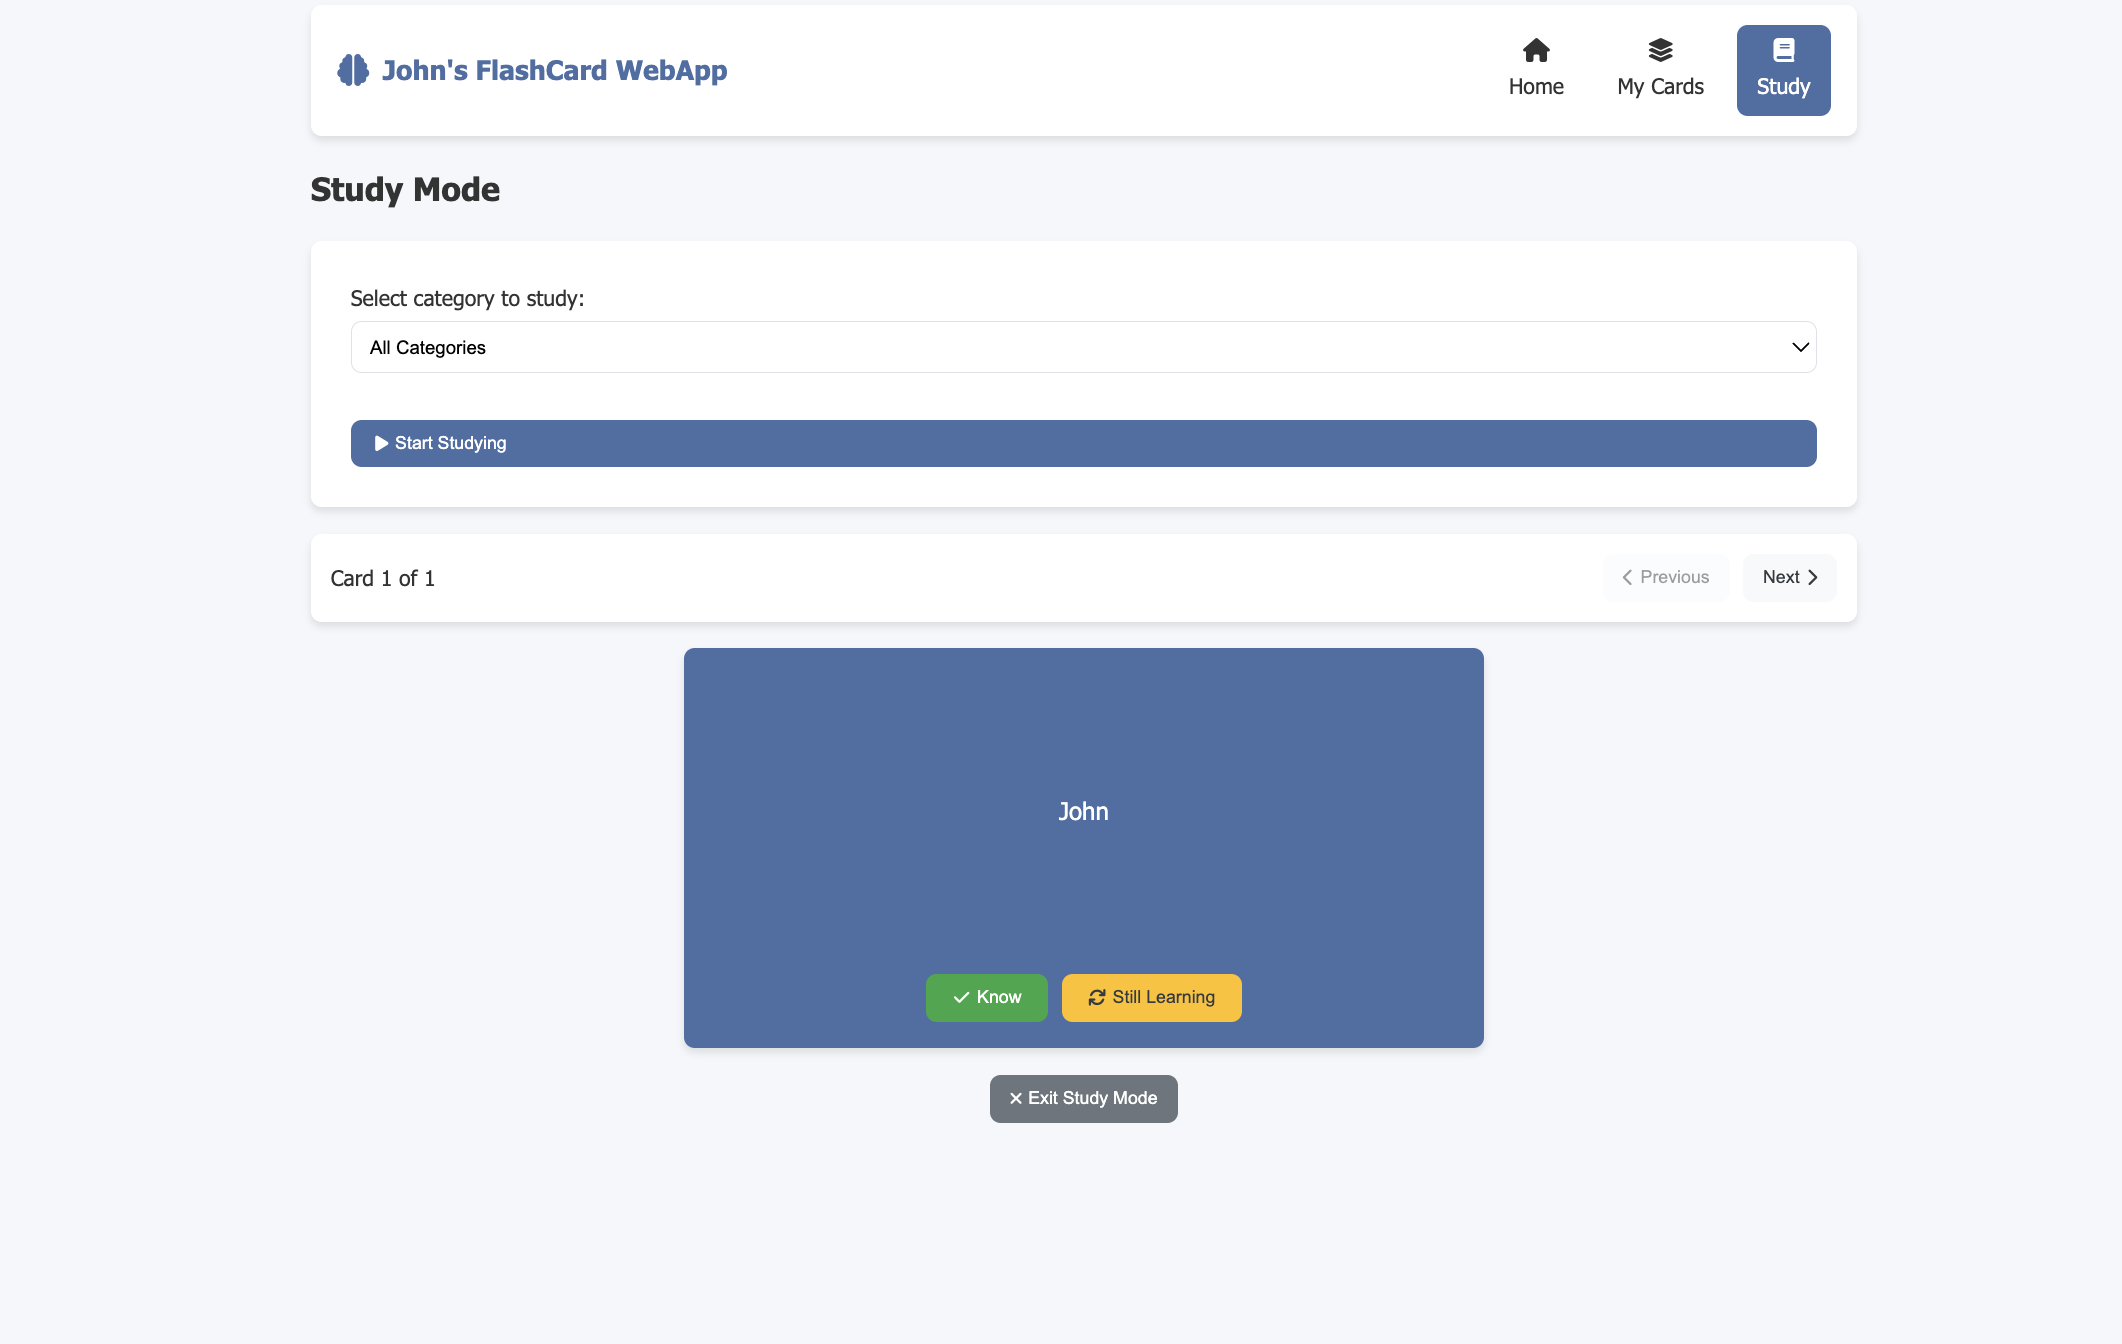 John's FlashCard WebApp
Home
My Cards
Study
Study Mode
Select category to study:
All Categories
Start Studying
Card 1 of 1
Previous
Next
John
Know
Still Learning
Exit Study Mode